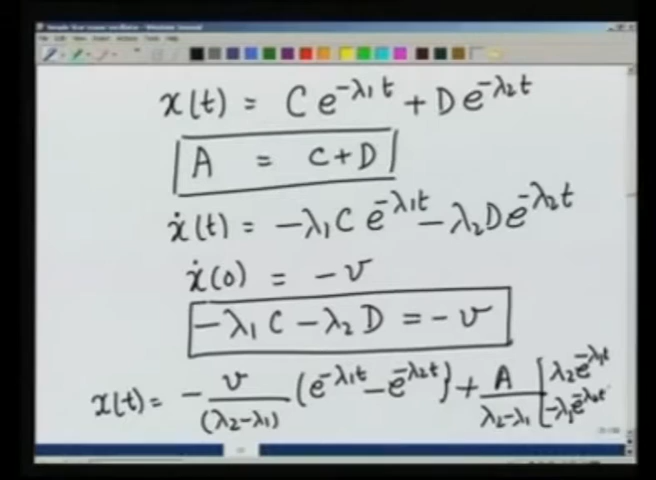 x(t) = C e^{-λ₁t} + D e^{-λ₂t}
A = C + D
ẋ(t) = -λ₁C e^{-λ₁t} - λ₂D e^{-λ₂t}
ẋ(0) = -v
-λ₁C - λ₂D = -v
x(t) = - v/(λ₂-λ₁) (e^{-λ₁t} - e^{-λ₂t}) + A/(λ₂-λ₁) [λ₂e^{-λ₁t}
-λ₁e^{-λ₂t}